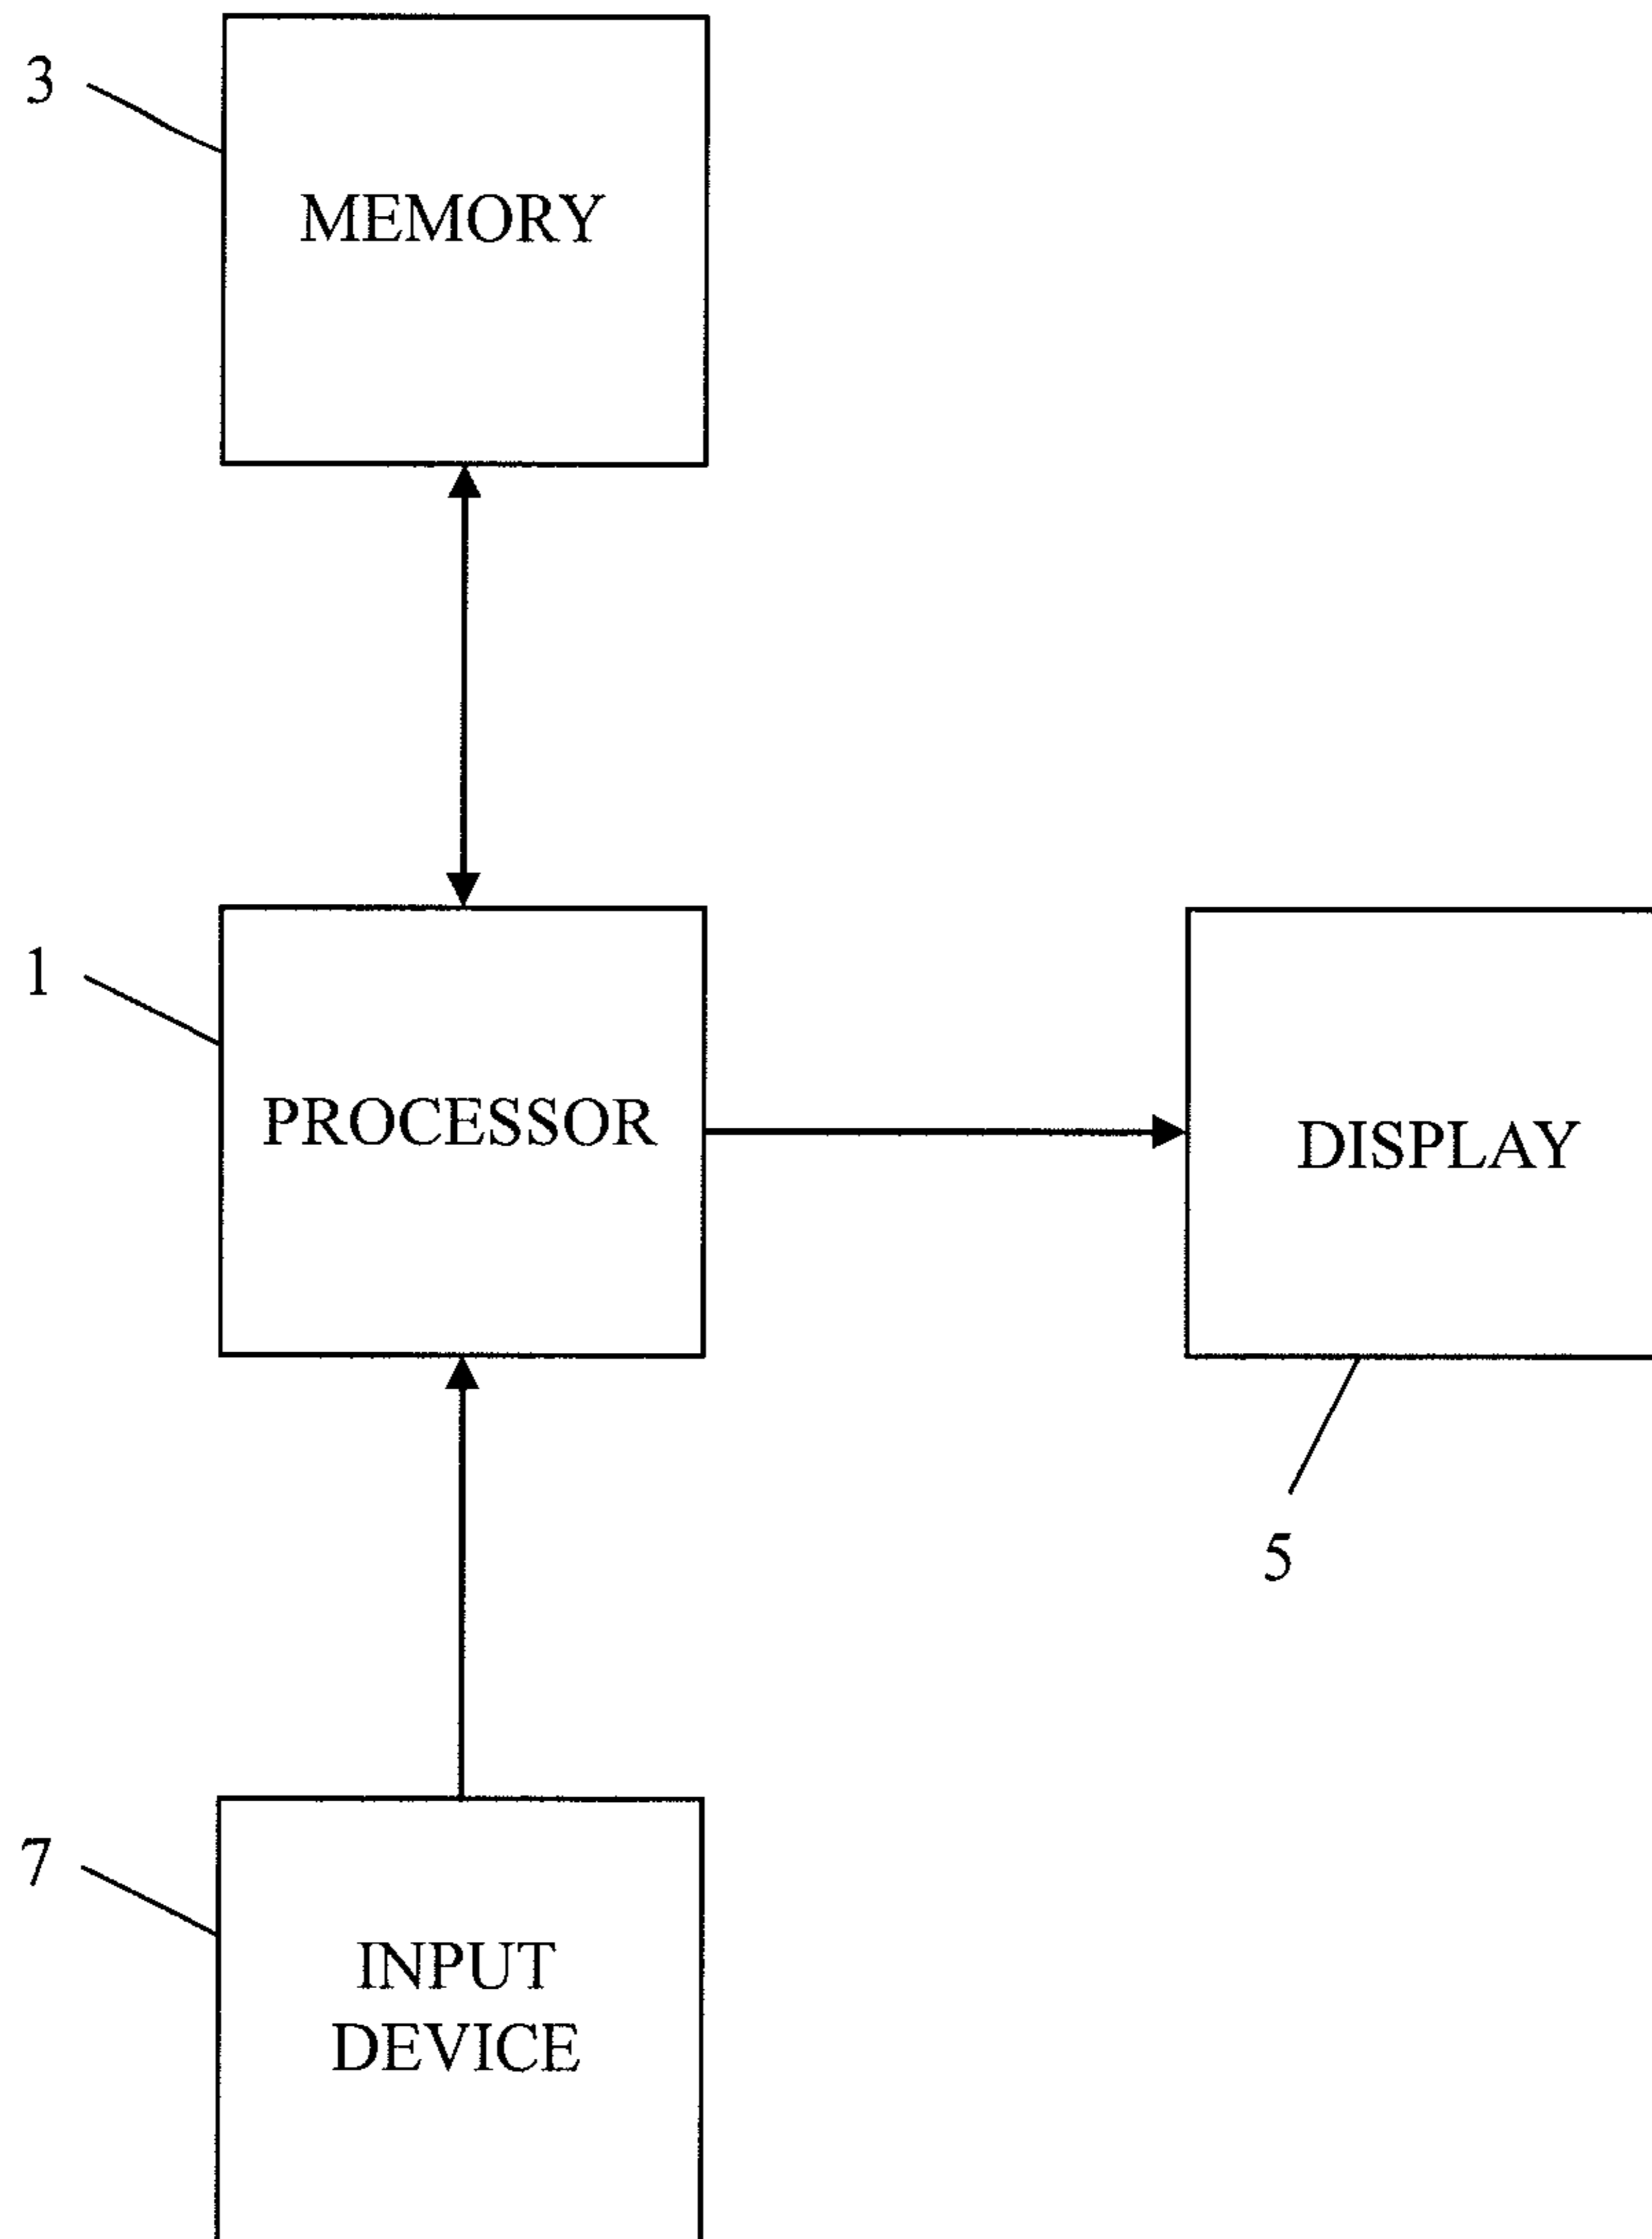 3
MEMORY
1
PROCESSOR
DISPLAY
5
7
INPUT
DEVICE